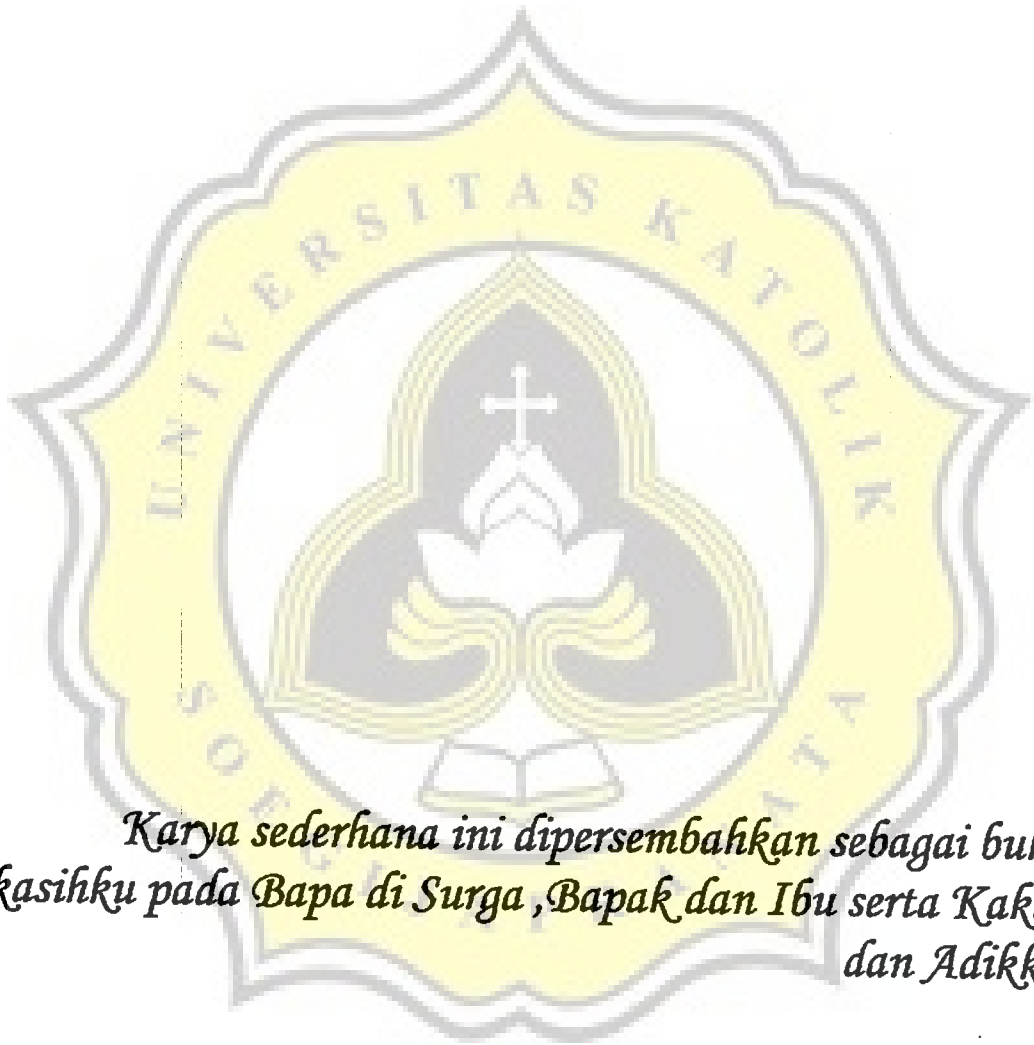 UNIVERSITAS KATOLIK
Karya sederhana ini dipersembahkan sebagai
kasihku pada Bapa di Surga ,Bapak dan Ibu serta
dan